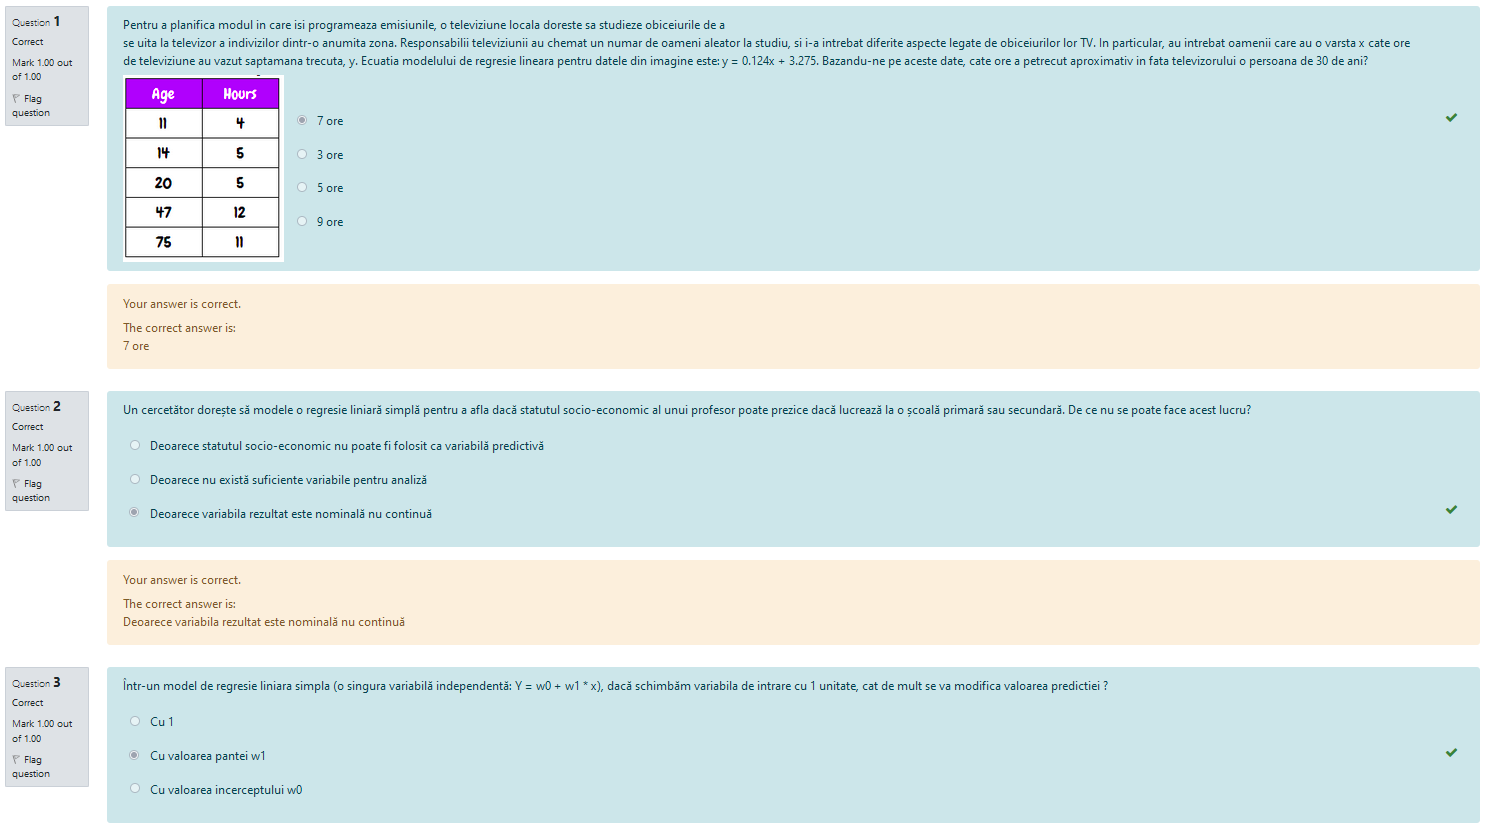 Question 1
Correct
Mark 1.00 out
of 1.00
Flag
question
Pentru a planifica modul in care isi programeaza emisiunile, o televiziune locala doreste sa studieze obiceiurile de a
se uita la televizor a indivizilor dintr-o anumita zona. Responsabilii televiziunii au chemat un numar de oameni aleator la studiu, si i-a intrebat diferite aspecte legate de obiceiurilor lor TV. In particular, au intrebat oamenii care au o varsta x cate ore
de televiziune au vazut saptamana trecuta, y. Ecuatia modelului de regresie lineara pentru datele din imagine este: y = 0.124x + 3.275. Bazandu-ne pe aceste date, cate ore a petrecut aproximativ in fata televizorului o persoana de 30 de ani?
Age Hours
11 4
14 5
20 5
47 12
75 11
7 ore
3 ore
5 ore
9 ore
Your answer is correct.
The correct answer is:
7 ore
Question 2
Correct
Mark 1.00 out
of 1.00
Flag
question
Un cercetător dorește să modele o regresie liniară simplă pentru a afla dacă statutul socio-economic al unui profesor poate prezice dacă lucrează la o școală primară sau secundară. De ce nu se poate face acest lucru?
Deoarece statutul socio-economic nu poate fi folosit ca variabilă predictivă
Deoarece nu există suficiente variabile pentru analiză
Deoarece variabila rezultat este nominală nu continuă
Your answer is correct.
The correct answer is:
Deoarece variabila rezultat este nominală nu continuă
Question 3
Correct
Mark 1.00 out
of 1.00
Flag
question
Într-un model de regresie liniara simpla (o singura variabilă independentă: Y = w0 + w1 * x), dacă schimbăm variabila de intrare cu 1 unitate, cat de mult se va modifica valoarea predictiei ?
Cu 1
Cu valoarea pantei w1
Cu valoarea incerceptului w0